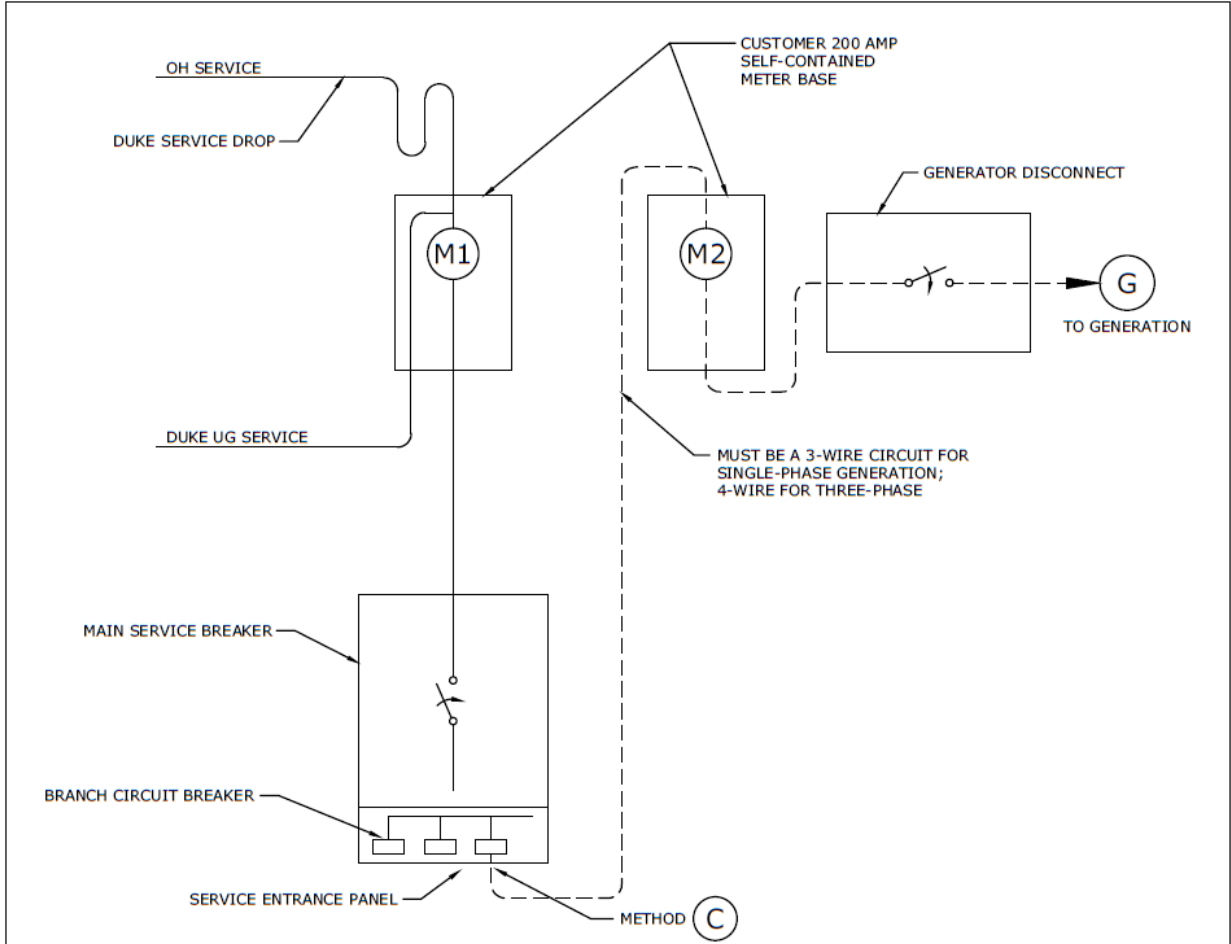 OH SERVICE
DUKE SERVICE DROP
CUSTOMER 200 AMP
SELF-CONTAINED
METER BASE
GENERATOR DISCONNECT
M1
M2
G
TO GENERATION
DUKE UG SERVICE
MUST BE A 3-WIRE CIRCUIT FOR
SINGLE-PHASE GENERATION;
4-WIRE FOR THREE-PHASE
MAIN SERVICE BREAKER
BRANCH CIRCUIT BREAKER
SERVICE ENTRANCE PANEL
METHOD C